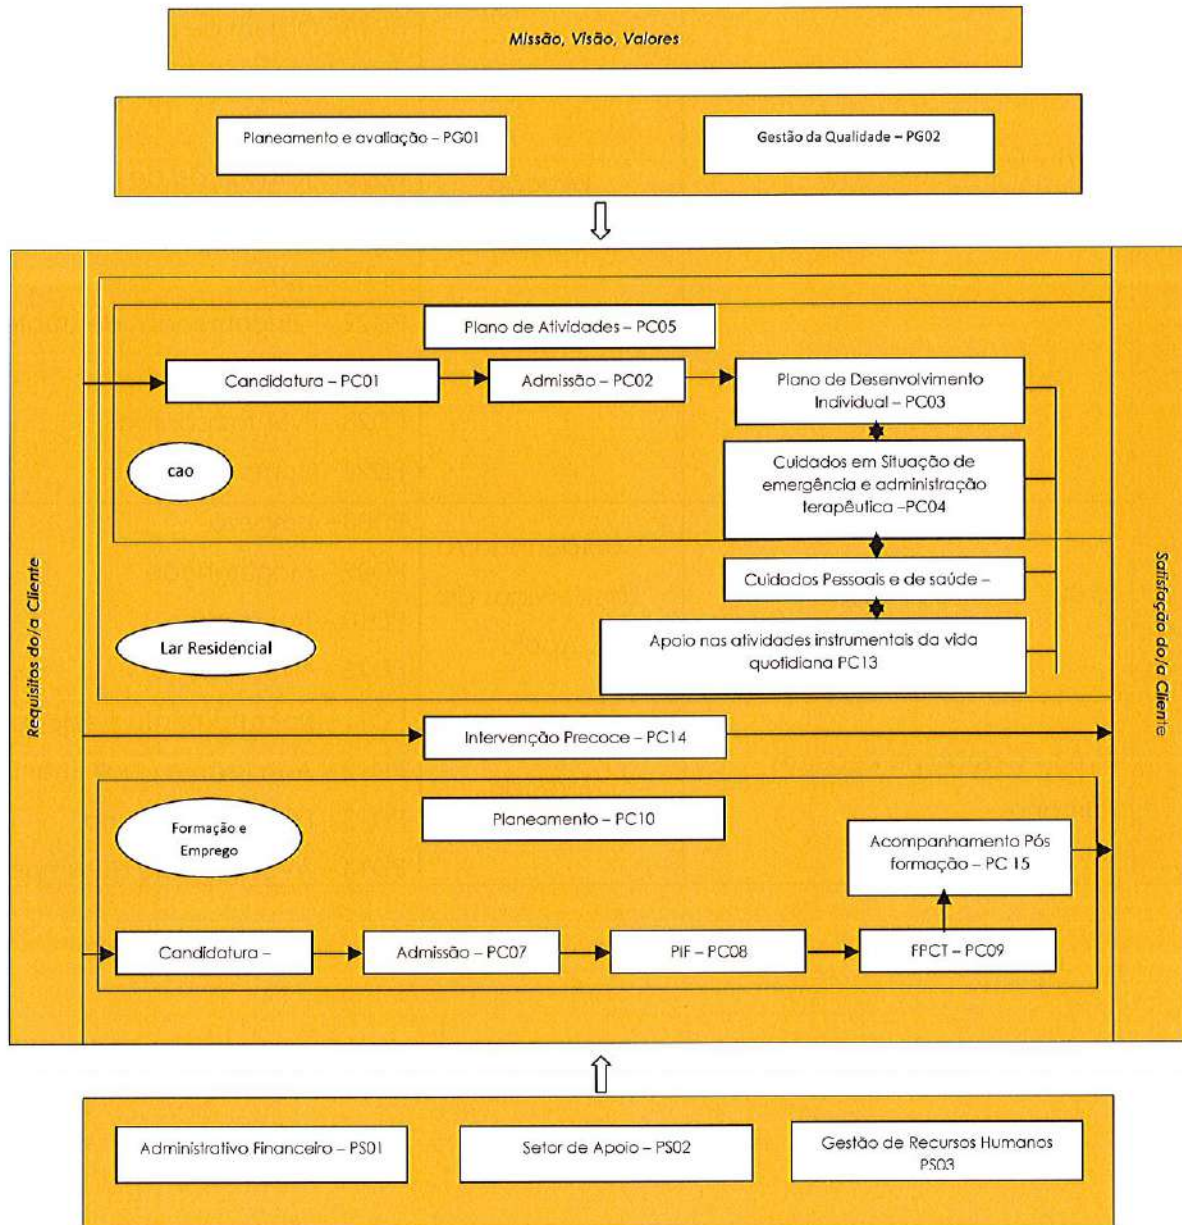 Missão, Visão, Valores
Planeamento e avaliação – PG01
Gestão da Qualidade – PG02
Requisitos do/a Cliente
Plano de Atividades – PC05
Candidatura – PC01
Admissão – PC02
Plano de Desenvolvimento
Individual – PC03
cao
Cuidados em Situação de
emergência e administração
terapêutica –PC04
Cuidados Pessoais e de saúde –
Lar Residencial
Apoio nas atividades instrumentais da vida
quotidiana PC13
Intervenção Precoce – PC14
Formação e
Emprego
Planeamento – PC10
Acompanhamento Pós
formação – PC 15
Candidatura –
Admissão – PC07
PIF – PC08
FPCT – PC09
Satisfação do/a Cliente
Administrativo Financeiro – PS01
Setor de Apoio – PS02
Gestão de Recursos Humanos
PS03